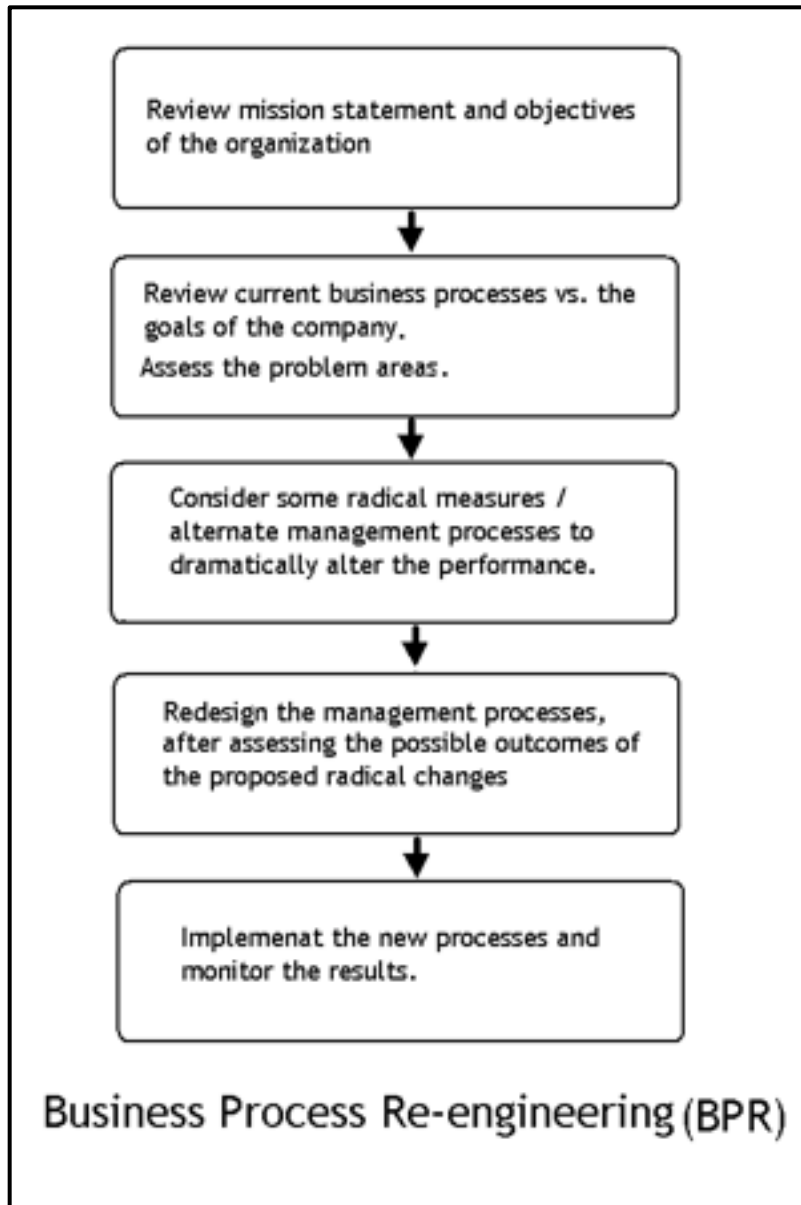 Review mission statement and objectives
of the organization
Review current business processes vs. the
goals of the company.
Assess the problem areas.
Consider some radical measures /
alternate management processes to
dramatically alter the performance.
Redesign the management processes,
after assessing the possible outcomes of
the proposed radical changes
Implemenat the new processes and
monitor the results.
Business Process Re-engineering (BPR)